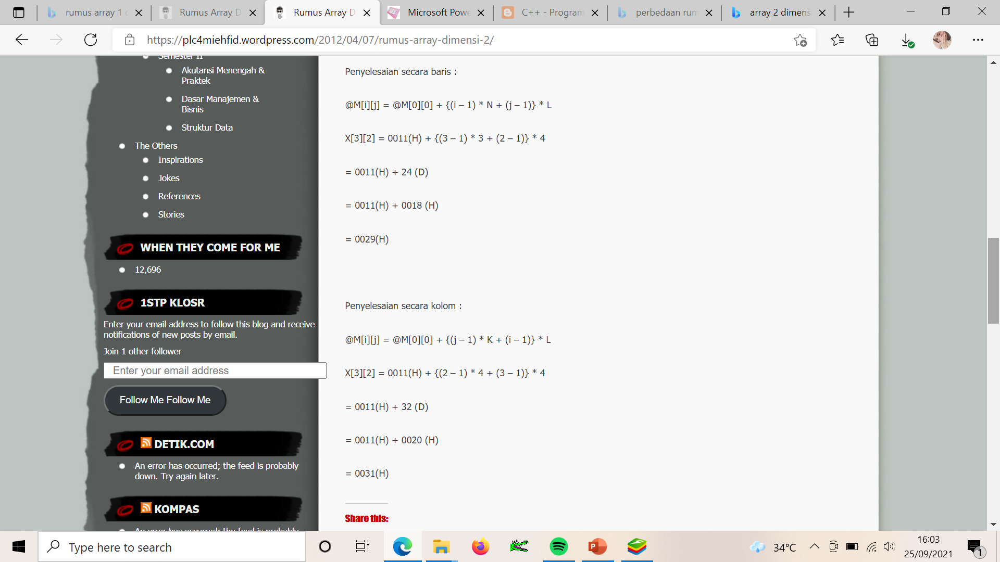 rumus array 1 d
Rumus Array D
Rumus Array D
Microsoft Powe
C++ - Program
perbedaan rum
array 2 dimens
https://plc4miehfid.wordpress.com/2012/04/07/rumus-array-dimensi-2/
Semester II
Akutansi Menengah &
Praktek
Dasar Manajemen &
Bisnis
Struktur Data
The Others
Inspirations
Jokes
References
Stories
WHEN THEY COME FOR ME
12,696
1STP KLOSR
Enter your email address to follow this blog and receive
notifications of new posts by email.
Join 1 other follower
Enter your email address
Follow Me Follow Me
DETIK.COM
An error has occurred; the feed is probably
down. Try again later.
KOMPAS
An error has occurred; the feed is probably
Penyelesaian secara baris :
@M[i][j] = @M[0][0] + {(i – 1) * N + (j – 1)} * L
X[3][2] = 0011(H) + {(3 – 1) * 3 + (2 – 1)} * 4
= 0011(H) + 24 (D)
= 0011(H) + 0018 (H)
= 0029(H)
Penyelesaian secara kolom :
@M[i][j] = @M[0][0] + {(j – 1) * K + (i – 1)} * L
X[3][2] = 0011(H) + {(2 – 1) * 4 + (3 – 1)} * 4
= 0011(H) + 32 (D)
= 0011(H) + 0020 (H)
= 0031(H)
Share this:
Type here to search
34°C
16:03
25/09/2021
1